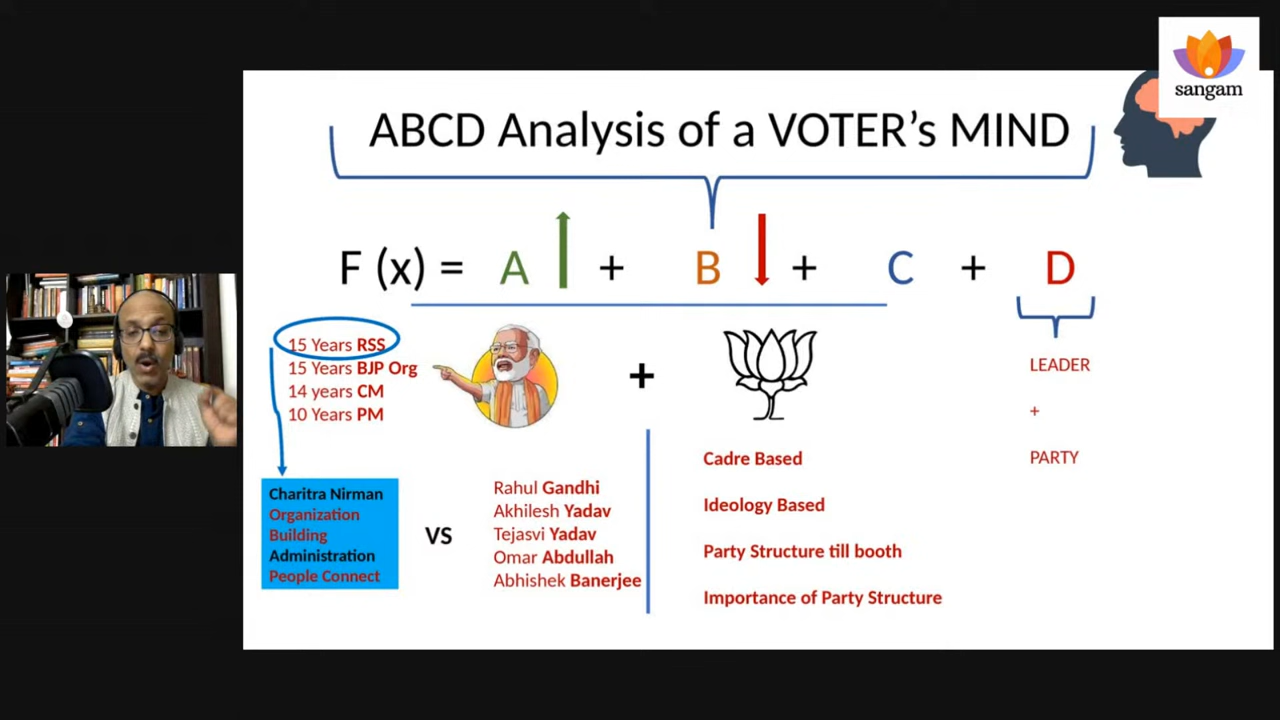 sangam
ABCD Analysis of a VOTER's MIND
F (x) = A + B + C + D
15 Years RSS
15 Years BJP Org
14 years CM
10 Years PM
+
LEADER
+
PARTY
Charitra Nirman
Organization
Building
Administration
People Connect
VS
Rahul Gandhi
Akhilesh Yadav
Tejasvi Yadav
Omar Abdullah
Abhishek Banerjee
Cadre Based
Ideology Based
Party Structure till booth
Importance of Party Structure